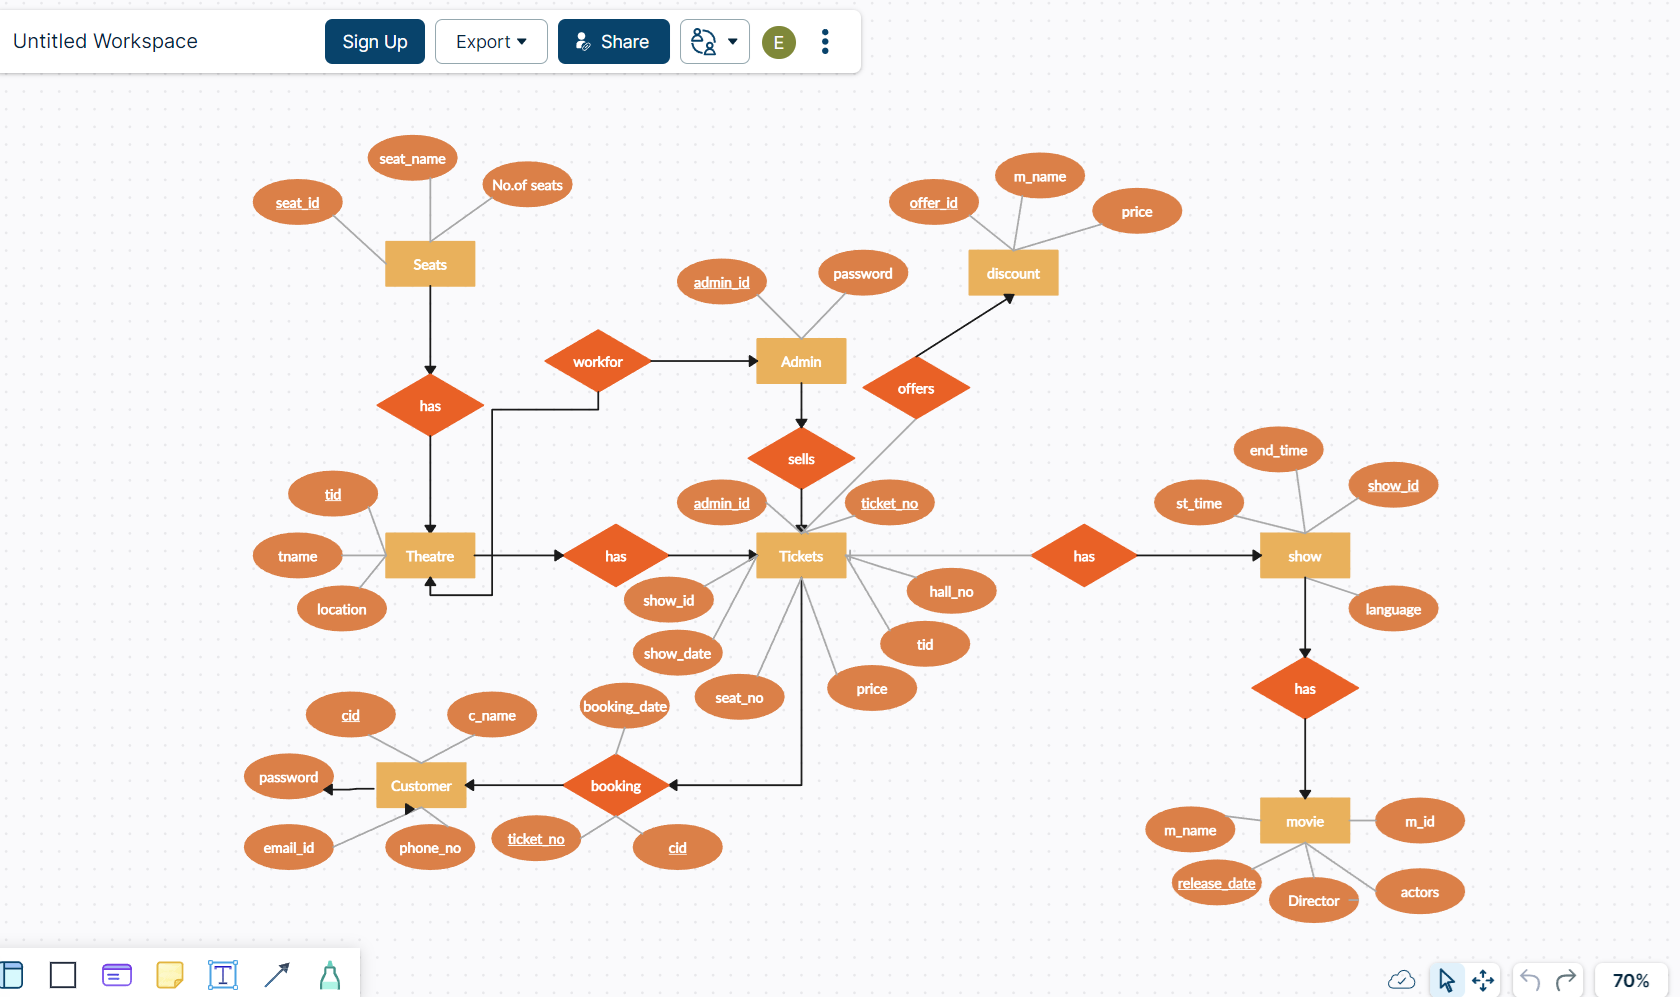 Untitled Workspace
Sign Up
Export
Share
E
seat_name
No.of seats
seat_id
Seats
m_name
offer_id
price
discount
admin_id
password
Admin
workfor
has
offers
sells
tid
tname
location
Theatre
has
admin_id
ticket_no
Tickets
show_id
show_date
seat_no
price
tid
hall_no
has
end_time
st_time
show_id
show
language
has
cid
c_name
password
Customer
email_id
phone_no
booking_date
booking
ticket_no
cid
m_name
movie
m_id
release_date
Director
actors
T
70%